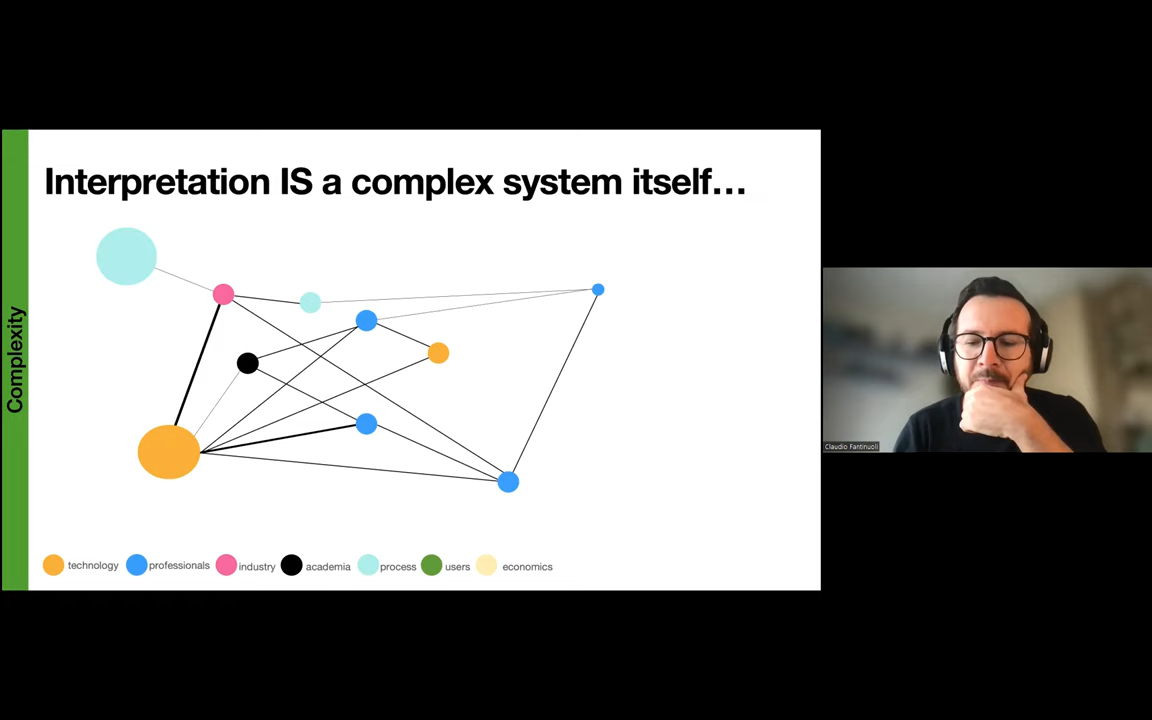 Interpretation IS a complex system itself…
Complexity
technology
professionals
industry
academia
process
users
economics
Claudio Fantinuoli